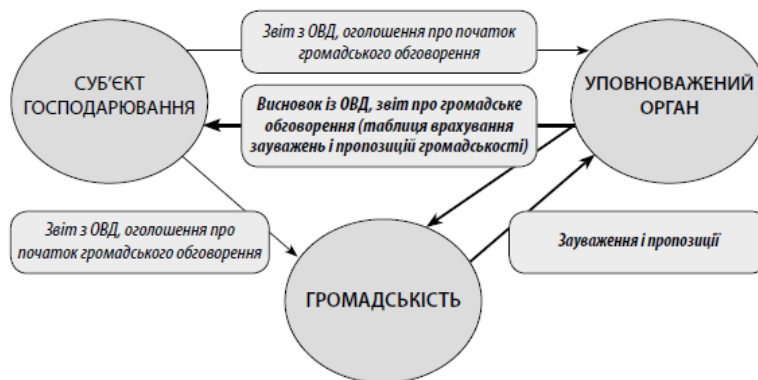 Звіт з ОВД, оголошення про початок
громадського обговорення
СУБ'ЄКТ
ГОСПОДАРЮВАННЯ
УПОВНОВАЖЕНИЙ
ОРГАН
Висновок із ОВД, звіт про громадське
обговорення (таблиця врахування
зауважень і пропозицій громадськості)
Звіт з ОВД, оголошення про
початок громадського обговорення
Зауваження і пропозиції
ГРОМАДСЬКІСТЬ